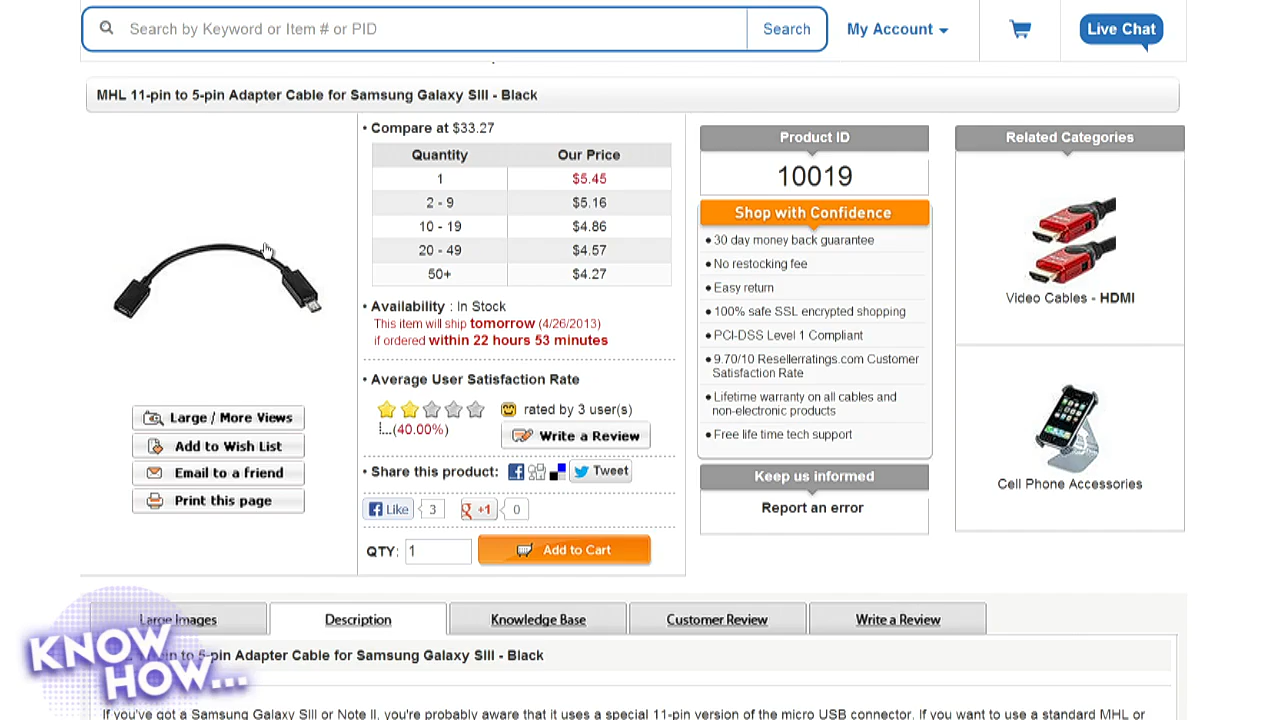 Search by Keyword or Item # or PID
Search
My Account
Live Chat
MHL 11-pin to 5-pin Adapter Cable for Samsung Galaxy SIII - Black
• Compare at $33.27
Quantity Our Price
1 $5.45
2 - 9 $5.16
10 - 19 $4.86
20 - 49 $4.57
50+ $4.27
• Availability : In Stock
This item will ship tomorrow (4/26/2013)
if ordered within 22 hours 53 minutes
• Average User Satisfaction Rate
rated by 3 user(s)
(40.00%)
Write a Review
• Share this product:
Tweet
Like 3
+1 0
QTY: 1
Add to Cart
Large / More Views
Add to Wish List
Email to a friend
Print this page
Product ID
10019
Shop with Confidence
• 30 day money back guarantee
• No restocking fee
• Easy return
• 100% safe SSL encrypted shopping
• PCI-DSS Level 1 Compliant
• 9.70/10 Resellerratings.com Customer
Satisfaction Rate
• Lifetime warranty on all cables and
non-electronic products
• Free life time tech support
Keep us informed
Report an error
Related Categories
Video Cables - HDMI
Cell Phone Accessories
Large Images
Description
Knowledge Base
Customer Review
Write a Review
to 5-pin Adapter Cable for Samsung Galaxy SIII - Black
If you've got a Samsung Galaxy SIII or Note II, you're probably aware that it uses a special 11-pin version of the micro USB connector. If you want to use a standard MHL or
KNOW
HOW...